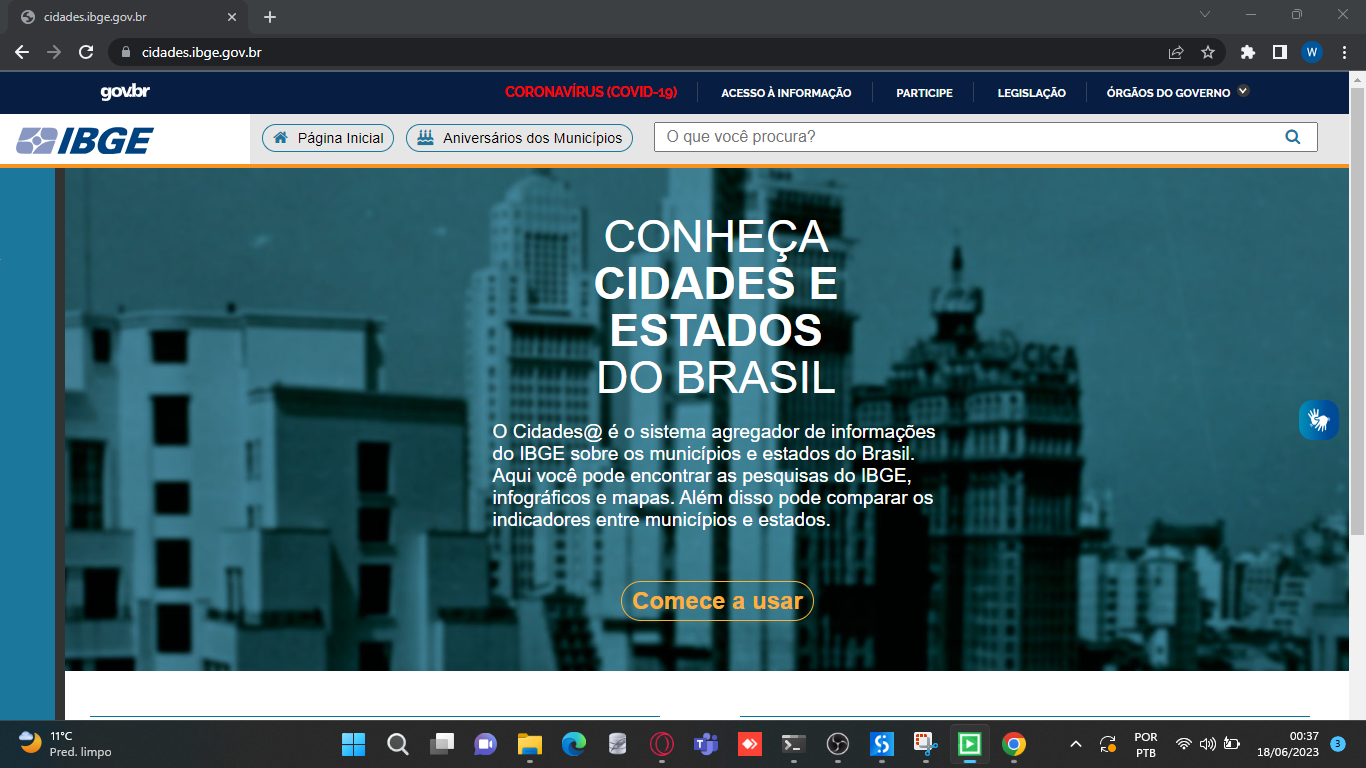 cidades.ibge.gov.br
cidades.ibge.gov.br
W
gov.br
CORONAVÍRUS (COVID-19)
ACESSO À INFORMAÇÃO
PARTICIPE
LEGISLAÇÃO
ÓRGÃOS DO GOVERNO
IBGE
Página Inicial
Aniversários dos Municípios
O que você procura?
CONHEÇA
CIDADES E
ESTADOS
DO BRASIL
CICA
O Cidades@ é o sistema agregador de informações
do IBGE sobre os municípios e estados do Brasil.
Aqui você pode encontrar as pesquisas do IBGE,
infográficos e mapas. Além disso pode comparar os
indicadores entre municípios e estados.
Comece a usar
11°C
Pred. limpo
POR
PTB
00:37
18/06/2023
3